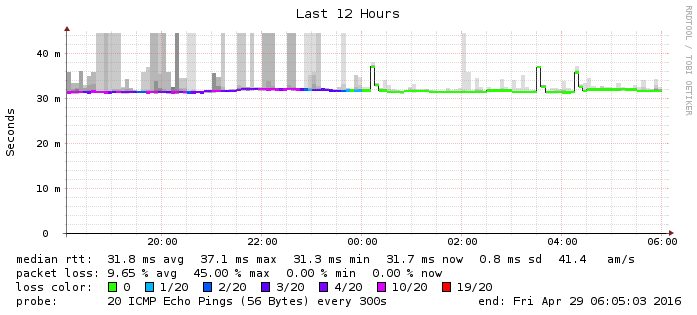 Last 12 Hours
RRDTOOL / TOBI OETIKER
Seconds
40 m
30 m
20 m
10 m
0
20:00 22:00 00:00 02:00 04:00 06:00
median rtt: 31.8 ms avg 37.1 ms max 31.3 ms min 31.7 ms now 0.8 ms sd 41.4 am/s
packet loss: 9.65 % avg 45.00 % max 0.00 % min 0.00 % now
loss color: 0 1/20 2/20 3/20 4/20 10/20 19/20
probe: 20 ICMP Echo Pings (56 Bytes) every 300s end: Fri Apr 29 06:05:03 2016